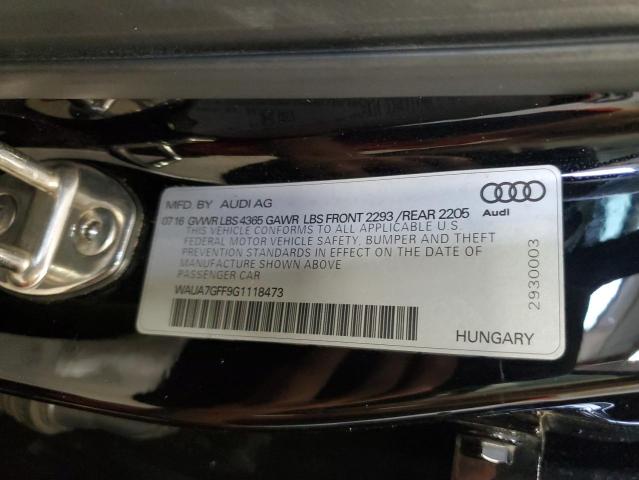 MFD. BY AUDI AG
07 16 GVWR LBS 4365 GAWR LBS FRONT 2293 / REAR 2205
THIS VEHICLE CONFORMS TO ALL APPLICABLE U.S.
FEDERAL MOTOR VEHICLE SAFETY, BUMPER AND THEFT
PREVENTION STANDARDS IN EFFECT ON THE DATE OF
MANUFACTURE SHOWN ABOVE
PASSENGER CAR
WAUA7GFF9G1118473
HUNGARY
Audi
2930003